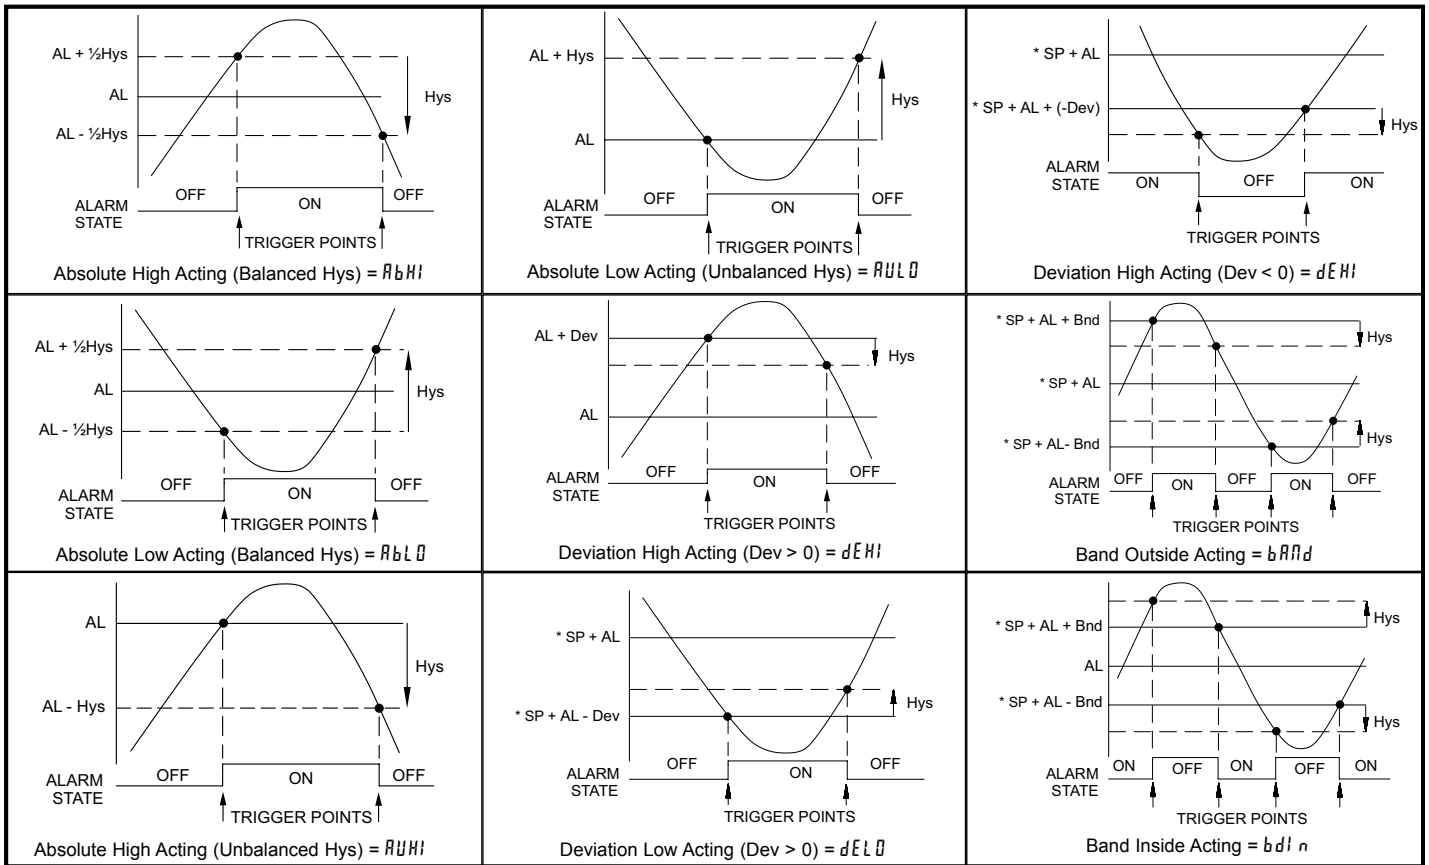 AL + ½Hys
AL
AL - ½Hys
Hys
OFF
ON
OFF
ALARM
STATE
TRIGGER POINTS
Absolute High Acting (Balanced Hys) = AbHI
AL + Hys
AL
Hys
OFF
ON
OFF
ALARM
STATE
TRIGGER POINTS
Absolute Low Acting (Unbalanced Hys) = AULO
* SP + AL
* SP + AL + (-Dev)
Hys
ALARM
STATE
ON
OFF
ON
TRIGGER POINTS
Deviation High Acting (Dev < 0) = dEHI
AL + ½Hys
AL
AL - ½Hys
Hys
OFF
ON
OFF
ALARM
STATE
TRIGGER POINTS
Absolute Low Acting (Balanced Hys) = AbLO
AL + Dev
Hys
AL
OFF
ON
OFF
ALARM
STATE
TRIGGER POINTS
Deviation High Acting (Dev > 0) = dEHI
* SP + AL + Bnd
Hys
* SP + AL
* SP + AL- Bnd
Hys
ALARM
STATE
OFF
ON
OFF
ON
OFF
TRIGGER POINTS
Band Outside Acting = bANd
AL
Hys
AL - Hys
OFF
ON
OFF
ALARM
STATE
TRIGGER POINTS
Absolute High Acting (Unbalanced Hys) = AUHI
* SP + AL
* SP + AL - Dev
Hys
OFF
ON
OFF
ALARM
STATE
TRIGGER POINTS
Deviation Low Acting (Dev > 0) = dELO
Hys
* SP + AL + Bnd
AL
* SP + AL - Bnd
Hys
ALARM
STATE
ON
OFF
ON
OFF
ON
TRIGGER POINTS
Band Inside Acting = bdIn